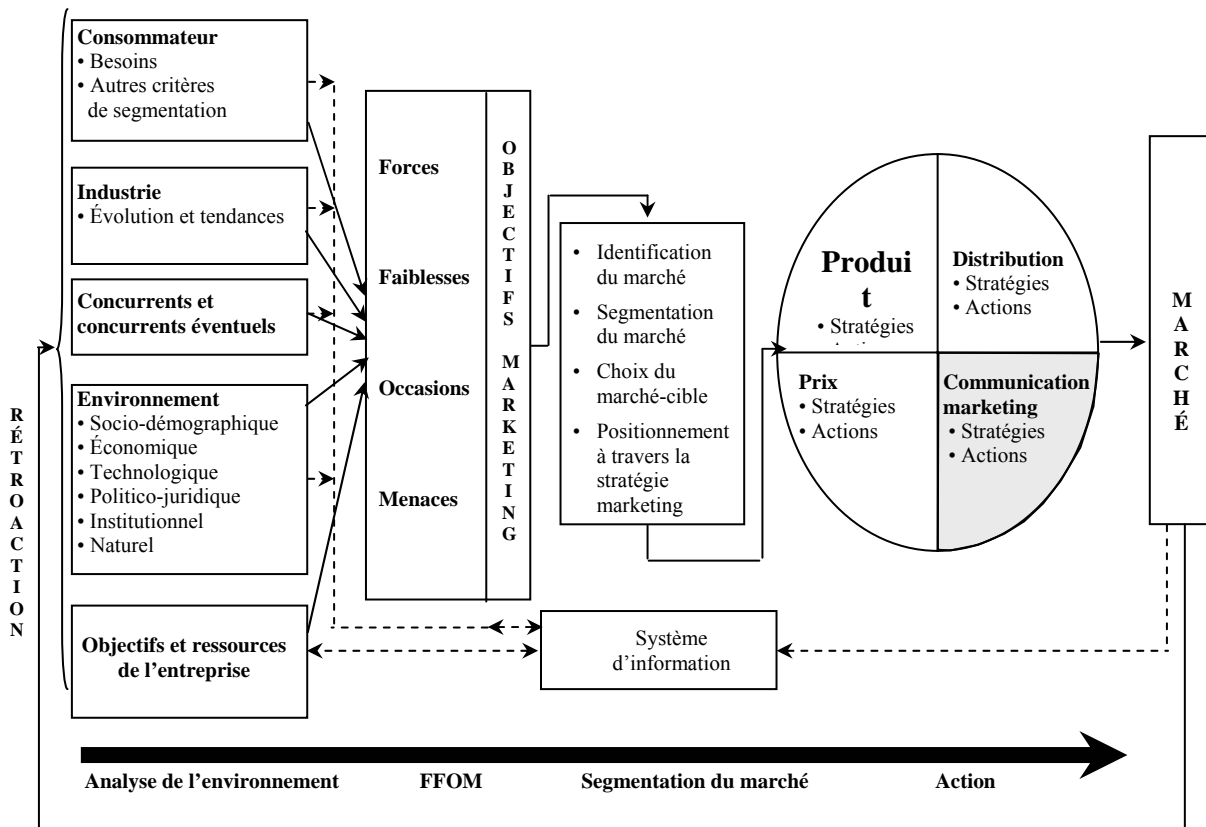 Consommateur
• Besoins
• Autres critères
de segmentation
Industrie
• Évolution et tendances
Concurrents et
concurrents éventuels
Environnement
• Socio-démographique
• Économique
• Technologique
• Politico-juridique
• Institutionnel
• Naturel
Objectifs et ressources
de l’entreprise
RÉTROACTION
Forces
Faiblesses
Occasions
Menaces
OBJECTIFS MARKETING
• Identification
du marché
• Segmentation
du marché
• Choix du
marché-cible
• Positionnement
à travers la
stratégie
marketing
Produi
t
• Stratégies
Distribution
• Stratégies
• Actions
Prix
• Stratégies
• Actions
Communication
marketing
• Stratégies
• Actions
MARCHÉ
Système
d’information
Analyse de l’environnement FFOM Segmentation du marché Action